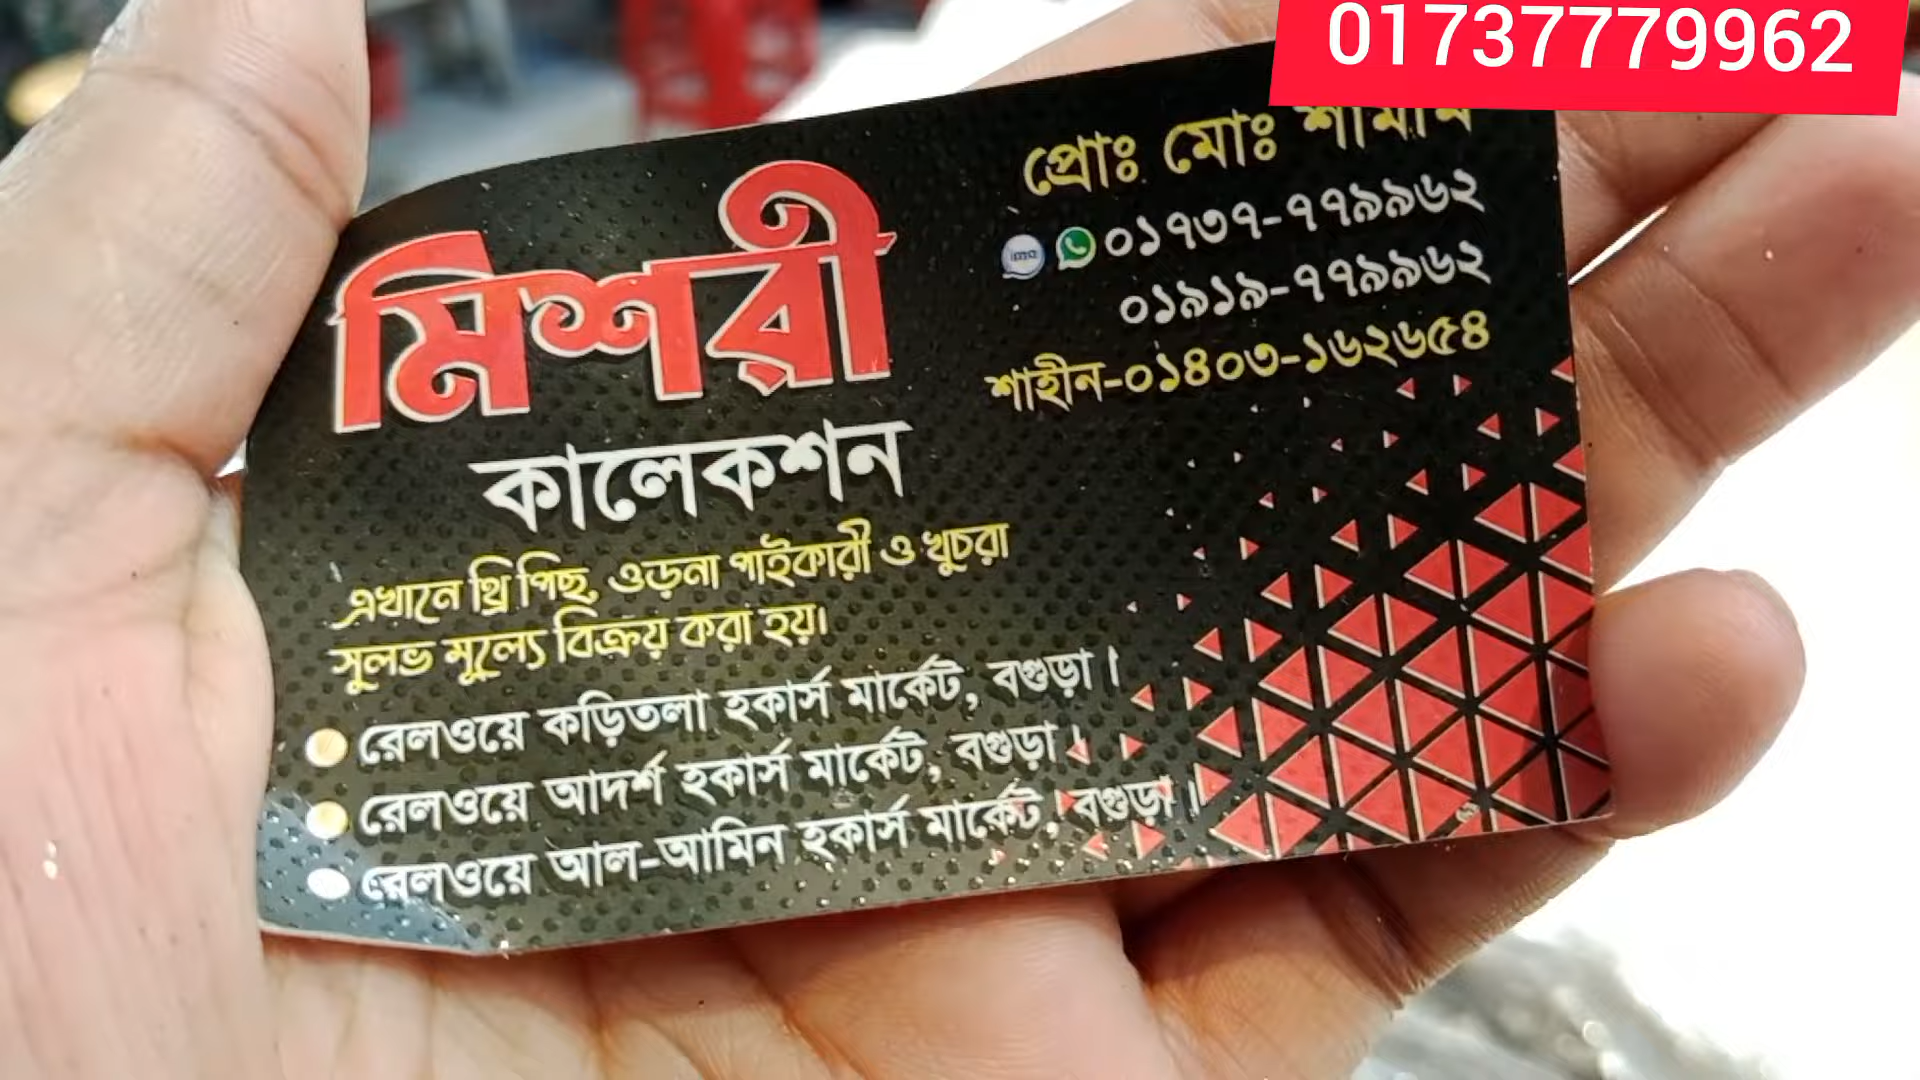 01737779962
প্রোঃ মোঃ
০১৭৩৭-৭৭৯৯৬২
imo
০১৯১৯-৭৭৯৯৬২
শাহীন-০১৪০৩-১৬২৬৫৪
মিশরী
কালেকশন
এখানে থ্রি পিছ, ওড়না পাইকারী ও খুচরা
সুলভ মূল্যে বিক্রয় করা হয়।
রেলওয়ে কড়িতলা হকার্স মার্কেট, বগুড়া।
রেলওয়ে আদর্শ হকার্স মার্কেট, বগুড়া।
রেলওয়ে আল-আমিন হকার্স মার্কেট, বগুড়া।